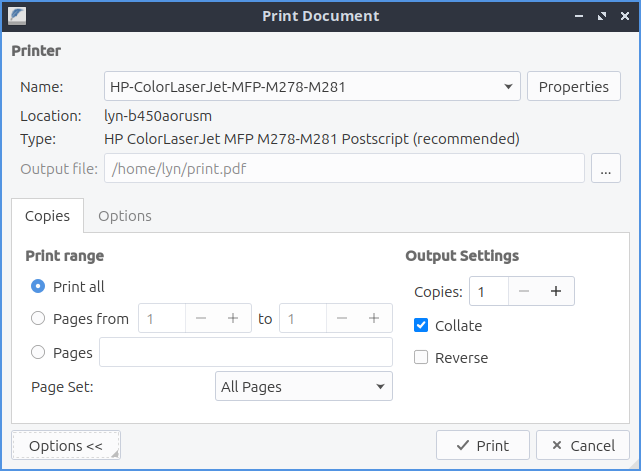 Print Document
Printer
Name: HP-ColorLaserJet-MFP-M278-M281 Properties
Location: lyn-b450aorusm
Type: HP ColorLaserJet MFP M278-M281 Postscript (recommended)
Output file: /home/lyn/print.pdf ...
Copies Options
Print range Output Settings
Print all Copies: 1 − +
Pages from 1 − + to 1 − + Collate
Pages Reverse
Page Set: All Pages
Options << Print Cancel